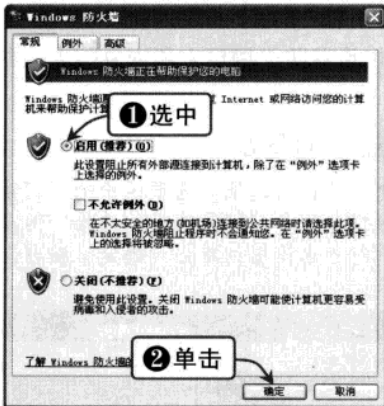 Windows 防火墙
常规 例外 高级
Windows 防火墙正在帮助保护您的电脑
Windows 防火墙 Internet 或网络访问您的计算
机来帮助保护计算
❶选中
启用(推荐)(O)
此设置阻止所有外部源连接到计算机，除了在“例外”选项卡
上选择的例外。
不允许例外(D)
在不太安全的地方(如机场)连接到公共网络时请选择此项。
Windows 防火墙阻止程序时不会通知您。在“例外”选项卡
上的选择将被忽略。
关闭(不推荐)(F)
避免使用此设置。关闭 Windows 防火墙可能使计算机更容易受
病毒和入侵者的攻击。
了解 Windows 防火墙的
❷单击
确定 取消